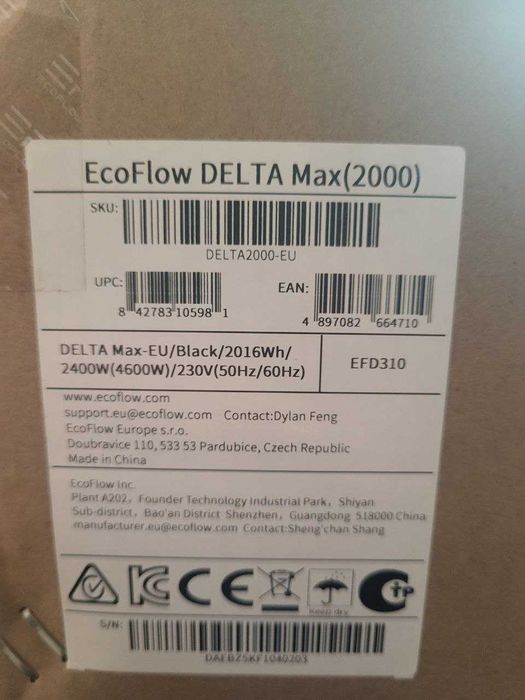 EcoFlow DELTA Max(2000)
SKU:
DELTA2000-EU
UPC:
8 42783 10598 1
EAN:
4 897082 664710
DELTA Max-EU/Black/2016Wh/
2400W(4600W)/230V(50Hz/60Hz)
EFD310
www.ecoflow.com
support.eu@ecoflow.com Contact:Dylan Feng
EcoFlow Europe s.r.o.
Doubravice 110, 533 53 Pardubice, Czech Republic
Made in China
EcoFlow Inc.
Plant A202, Founder Technology Industrial Park, Shiyan
Sub-district, Bao'an District Shenzhen, Guangdong 518000 China
manufacturer.eu@ecoflow.com Contact:Sheng'chan Shang
Keep dry
S/N:
DAEBZ5KF1040203